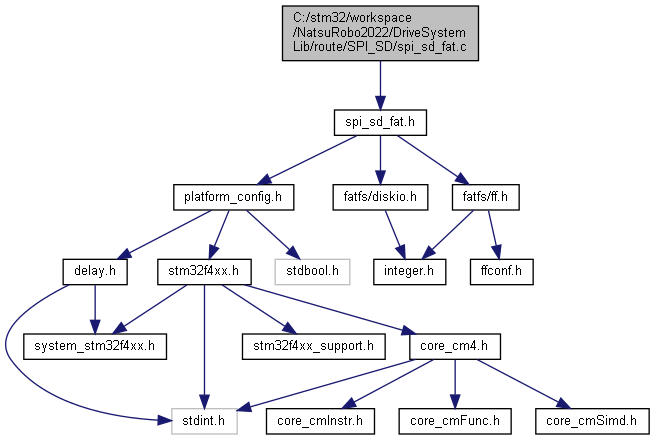 C:/stm32/workspace
/NatsuRobo2022/DriveSystem
Lib/route/SPI_SD/spi_sd_fat.c
spi_sd_fat.h
platform_config.h
fatfs/diskio.h
fatfs/ff.h
delay.h
stm32f4xx.h
stdbool.h
integer.h
ffconf.h
system_stm32f4xx.h
stm32f4xx_support.h
core_cm4.h
stdint.h
core_cmInstr.h
core_cmFunc.h
core_cmSimd.h